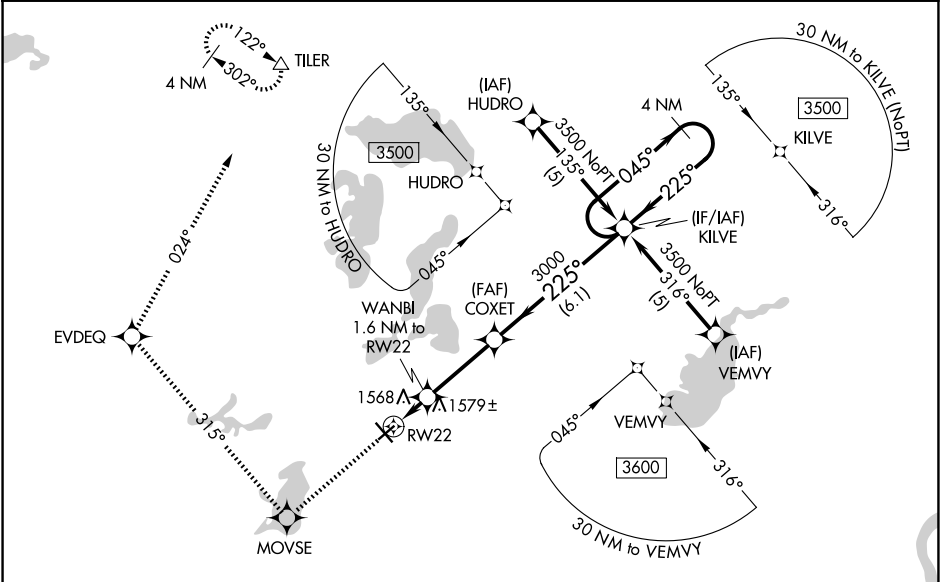 122°
302°
4 NM
TILER
(IAF)
HUDRO
135°
3500
30 NM to HUDRO
HUDRO
045°
3500 NoPT
135°
(5)
4 NM
045°
225°
30 NM to KILVE (NoPT)
135°
3500
KILVE
316°
(IF/IAF)
KILVE
3500 NoPT
316°
(5)
(IAF)
VEMVY
3000
225°
(6.1)
(FAF)
COXET
WANBI
1.6 NM to
RW22
1568
1579±
RW22
024°
EVDEQ
315°
MOVSE
045°
VEMVY
3600
316°
30 NM to VEMVY